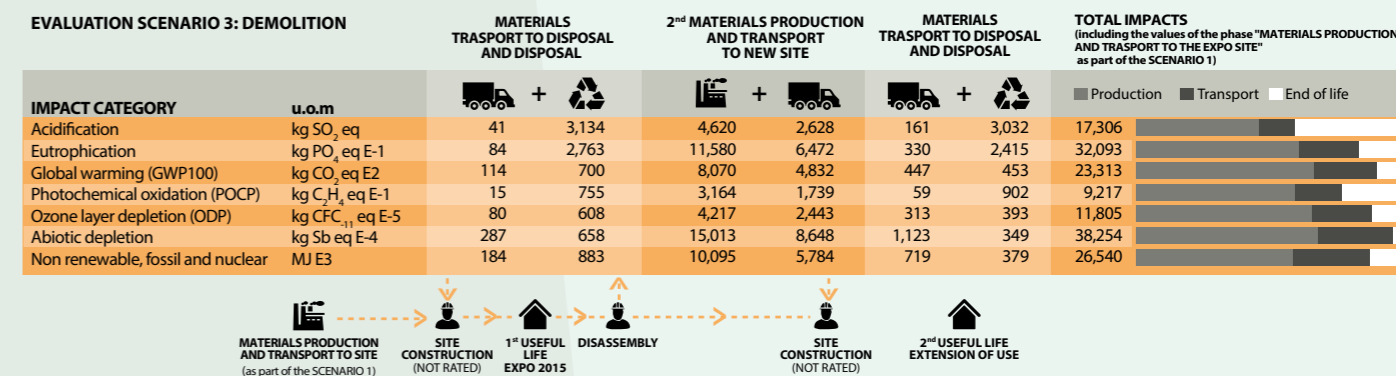 EVALUATION SCENARIO 3: DEMOLITION
MATERIALS
TRASPORT TO DISPOSAL
AND DISPOSAL
2nd MATERIALS PRODUCTION
AND TRANSPORT
TO NEW SITE
MATERIALS
TRASPORT TO DISPOSAL
AND DISPOSAL
TOTAL IMPACTS
(including the values of the phase "MATERIALS PRODUCTION
AND TRASPORT TO THE EXPO SITE"
as part of the SCENARIO 1)
IMPACT CATEGORY u.o.m + + + Production Transport End of life
Acidification kg SO2 eq 41 3,134 4,620 2,628 161 3,032 17,306
Eutrophication kg PO4 eq E-1 84 2,763 11,580 6,472 330 2,415 32,093
Global warming (GWP100) kg CO2 eq E2 114 700 8,070 4,832 447 453 23,313
Photochemical oxidation (POCP) kg C2H4 eq E-1 15 755 3,164 1,739 59 902 9,217
Ozone layer depletion (ODP) kg CFC-11 eq E-5 80 608 4,217 2,443 313 393 11,805
Abiotic depletion kg Sb eq E-4 287 658 15,013 8,648 1,123 349 38,254
Non renewable, fossil and nuclear MJ E3 184 883 10,095 5,784 719 379 26,540
MATERIALS PRODUCTION
AND TRANSPORT TO SITE
(as part of the SCENARIO 1)
SITE
CONSTRUCTION
(NOT RATED)
1st USEFUL
LIFE
EXPO 2015
DISASSEMBLY
SITE
CONSTRUCTION
(NOT RATED)
2nd USEFUL LIFE
EXTENSION OF USE